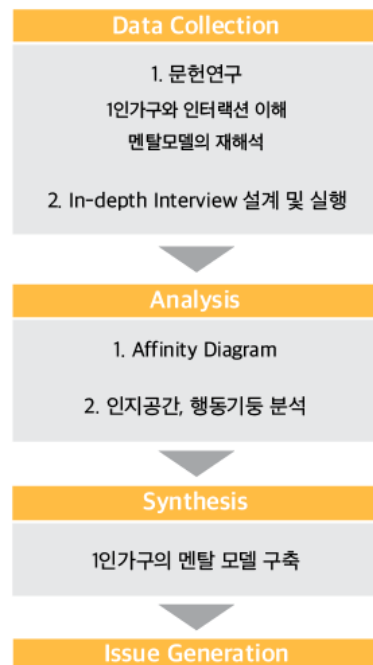 Data Collection
1. 문헌연구
1인가구와 인터랙션 이해
멘탈모델의 재해석
2. In-depth Interview 설계 및 실행
Analysis
1. Affinity Diagram
2. 인지공간, 행동기둥 분석
Synthesis
1인가구의 멘탈 모델 구축
Issue Generation